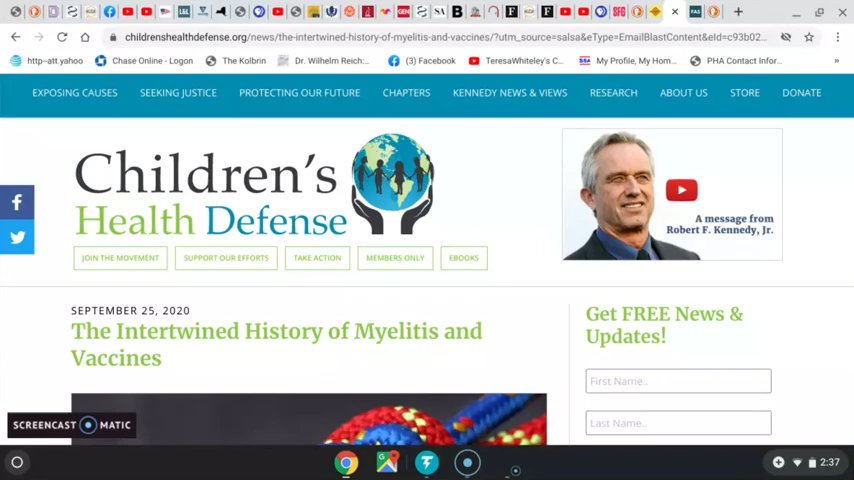 childrenshealthdefense.org/news/the-intertwined-history-of-myelitis-and-vaccines/?utm_source=salsa&eType=EmailBlastContent&eId=c93b02...
http--att.yahoo
Chase Online - Logon
The Kolbrin
Dr. Wilhelm Reich:...
(3) Facebook
TeresaWhiteley's C...
My Profile, My Hom...
PHA Contact Infor...
»
EXPOSING CAUSES
SEEKING JUSTICE
PROTECTING OUR FUTURE
CHAPTERS
KENNEDY NEWS & VIEWS
RESEARCH
ABOUT US
STORE
DONATE
Children's
Health Defense
A message from
Robert F. Kennedy, Jr.
JOIN THE MOVEMENT
SUPPORT OUR EFFORTS
TAKE ACTION
MEMBERS ONLY
EBOOKS
SEPTEMBER 25, 2020
The Intertwined History of Myelitis and
Vaccines
Get FREE News &
Updates!
First Name..
Last Name..
SCREENCAST MATIC
2:37